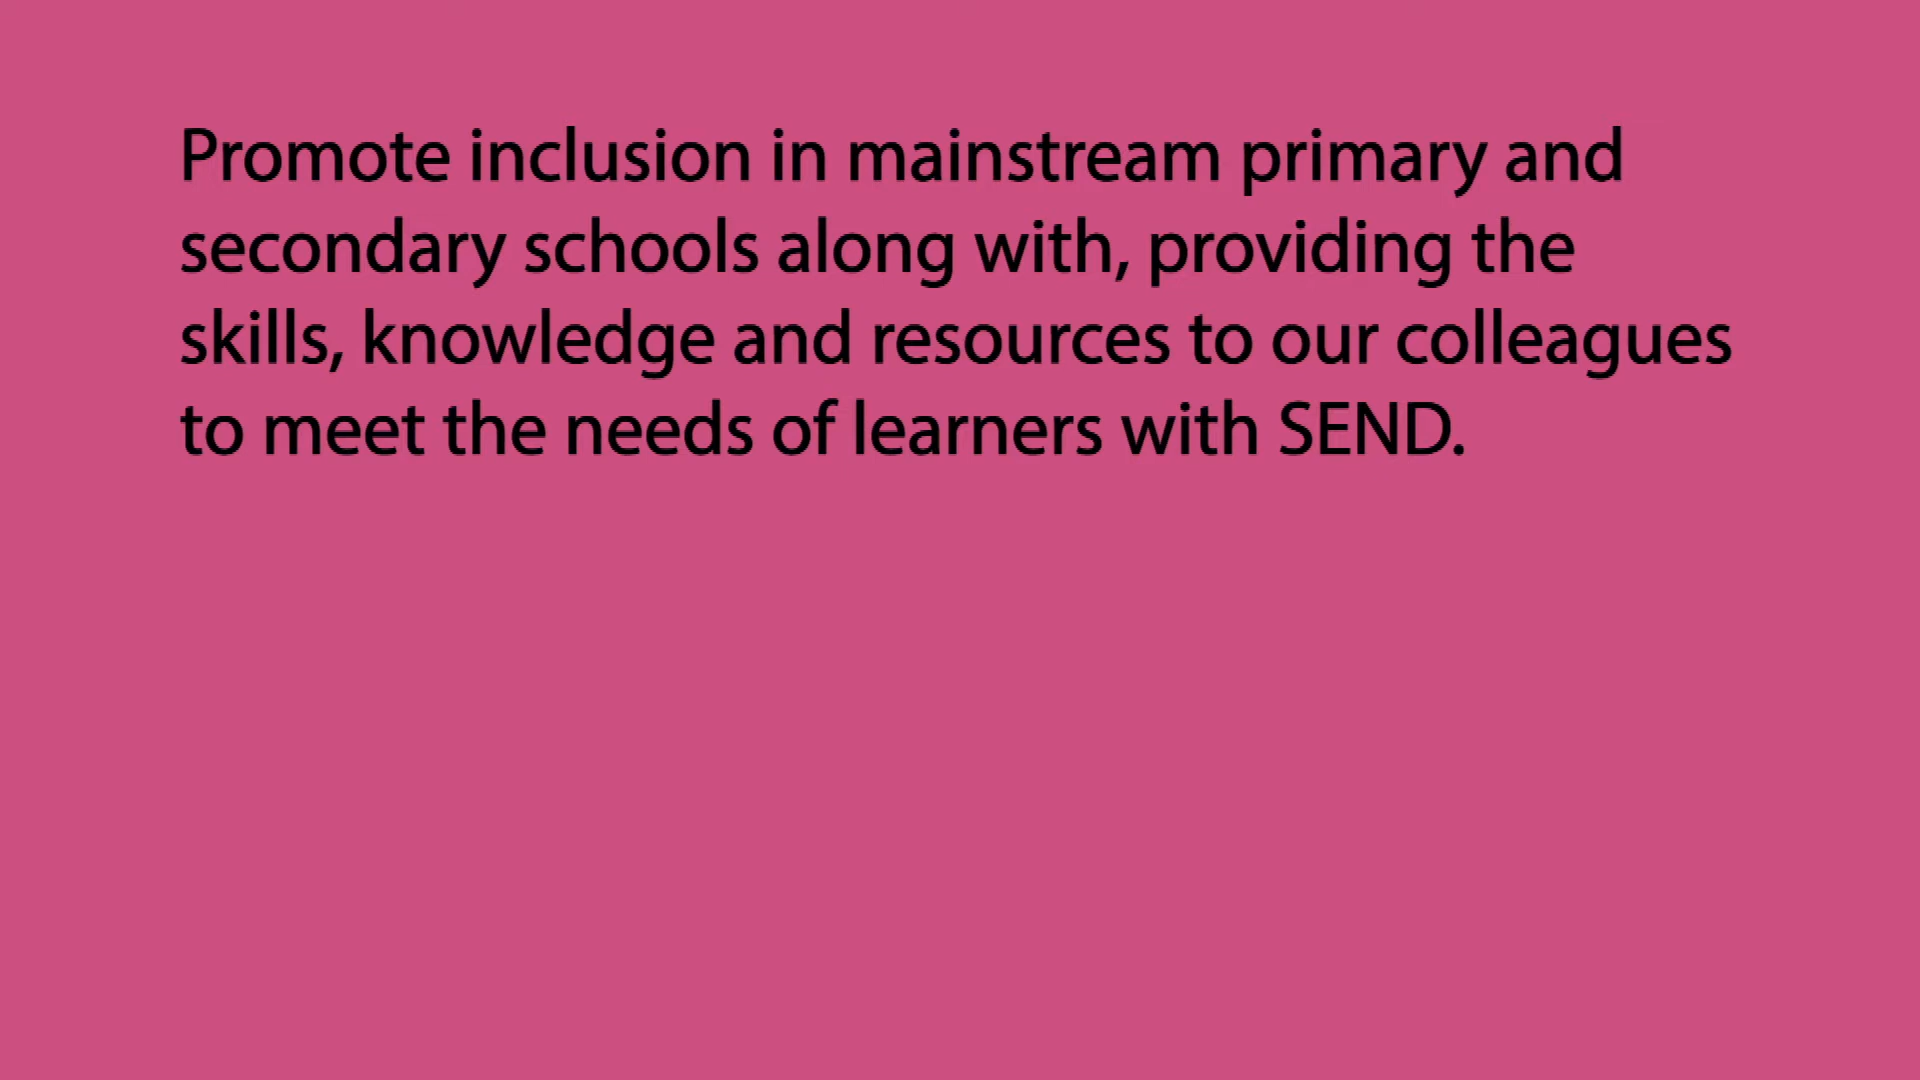 Promote inclusion in mainstream primary and
secondary schools along with, providing the
skills, knowledge and resources to our colleagues
to meet the needs of learners with SEND.